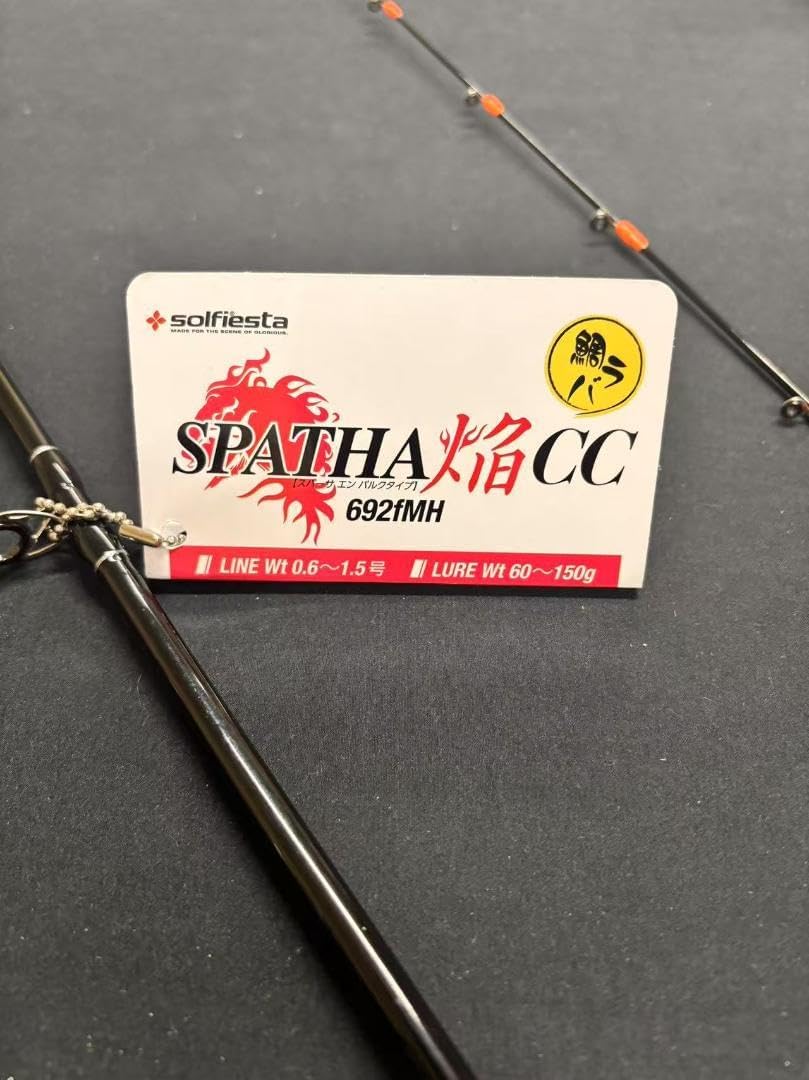 solfiesta
MADE FOR THE SCENE OF GLORIOUS.
鯛ラバ
SPATHA焔CC
【スパーサ エン バルクタイプ】
692fMH
LINE Wt 0.6〜1.5号 LURE Wt 60〜150g